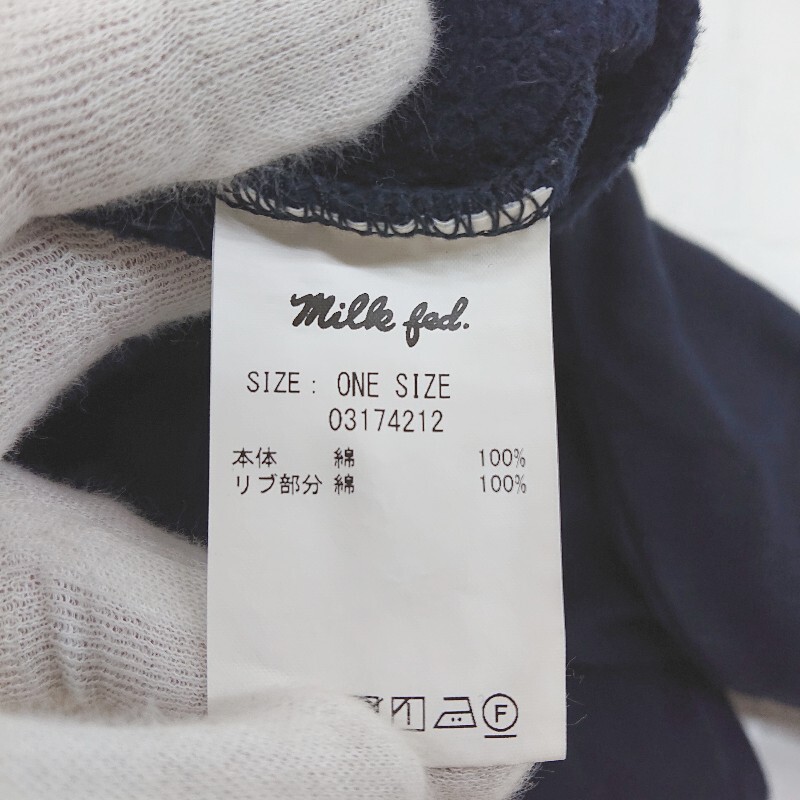 Milk fed.
SIZE: ONE SIZE
03174212
本体 綿 100%
リブ部分 綿 100%
F